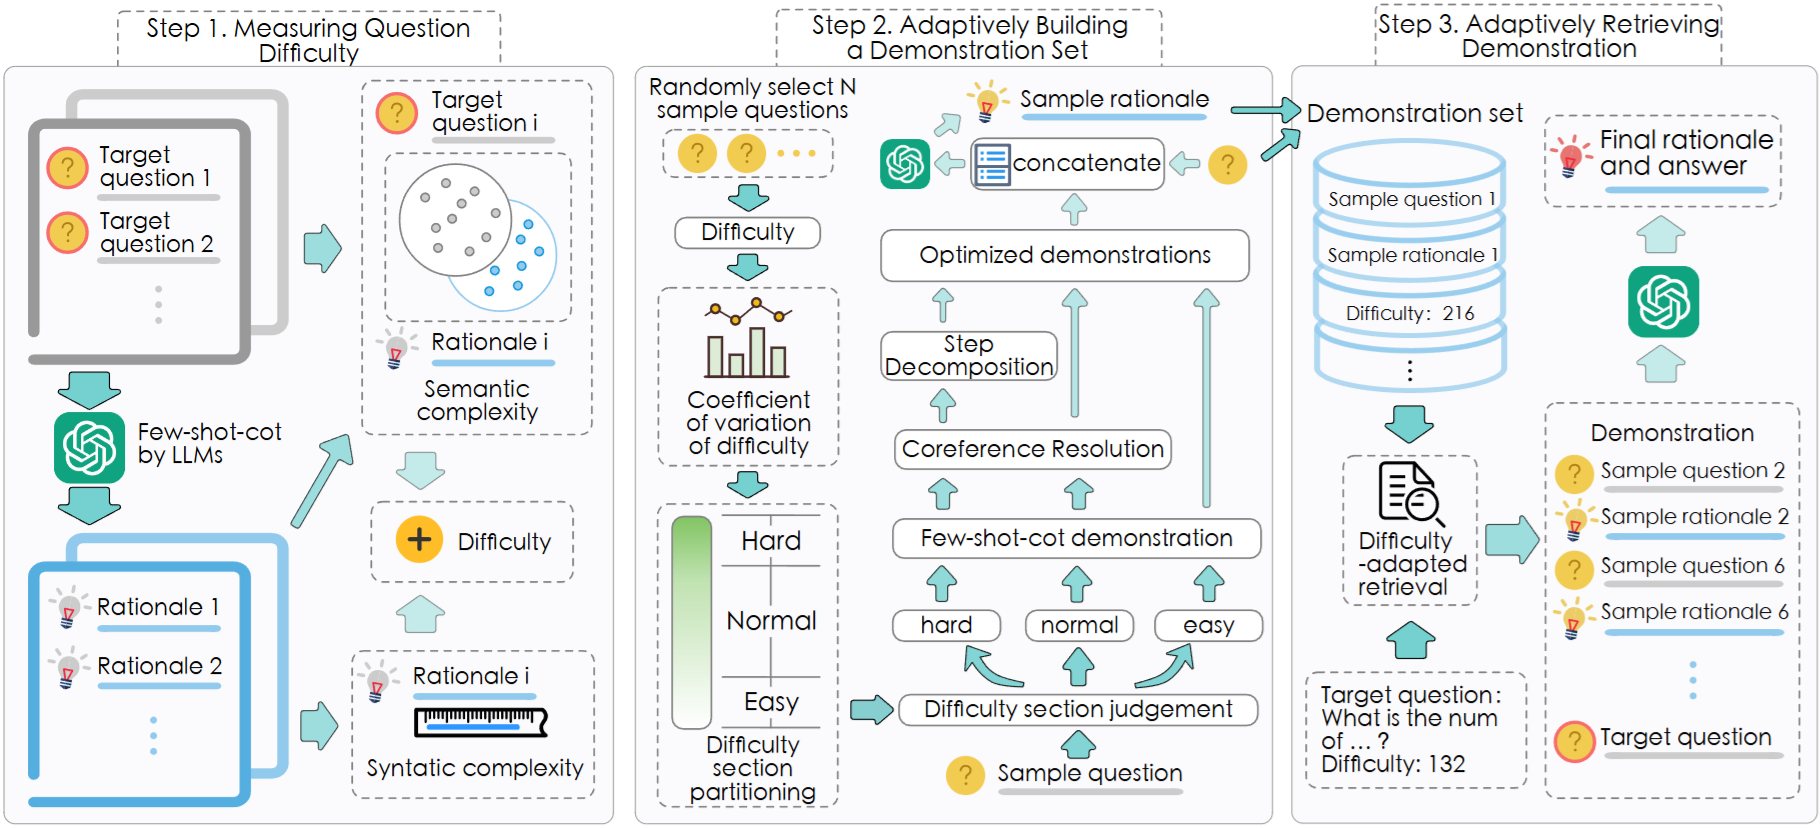 Step 1. Measuring Question
Difficulty
Target
question 1
Target
question 2
Few-shot-cot
by LLMs
Rationale 1
Rationale 2
Target
question i
Rationale i
Semantic
complexity
Difficulty
Rationale i
Syntatic complexity
Step 2. Adaptively Building
a Demonstration Set
Randomly select N
sample questions
Difficulty
Coefficient
of variation
of difficulty
Hard
Normal
Easy
Difficulty
section
partitioning
Sample rationale
concatenate
Optimized demonstrations
Step
Decomposition
Coreference Resolution
Few-shot-cot demonstration
hard
normal
easy
Difficulty section judgement
Sample question
Step 3. Adaptively Retrieving
Demonstration
Demonstration set
Sample question 1
Sample rationale 1
Difficulty: 216
Difficulty
-adapted
retrieval
Target question:
What is the num
of ... ?
Difficulty: 132
Final rationale
and answer
Demonstration
Sample question 2
Sample rationale 2
Sample question 6
Sample rationale 6
Target question